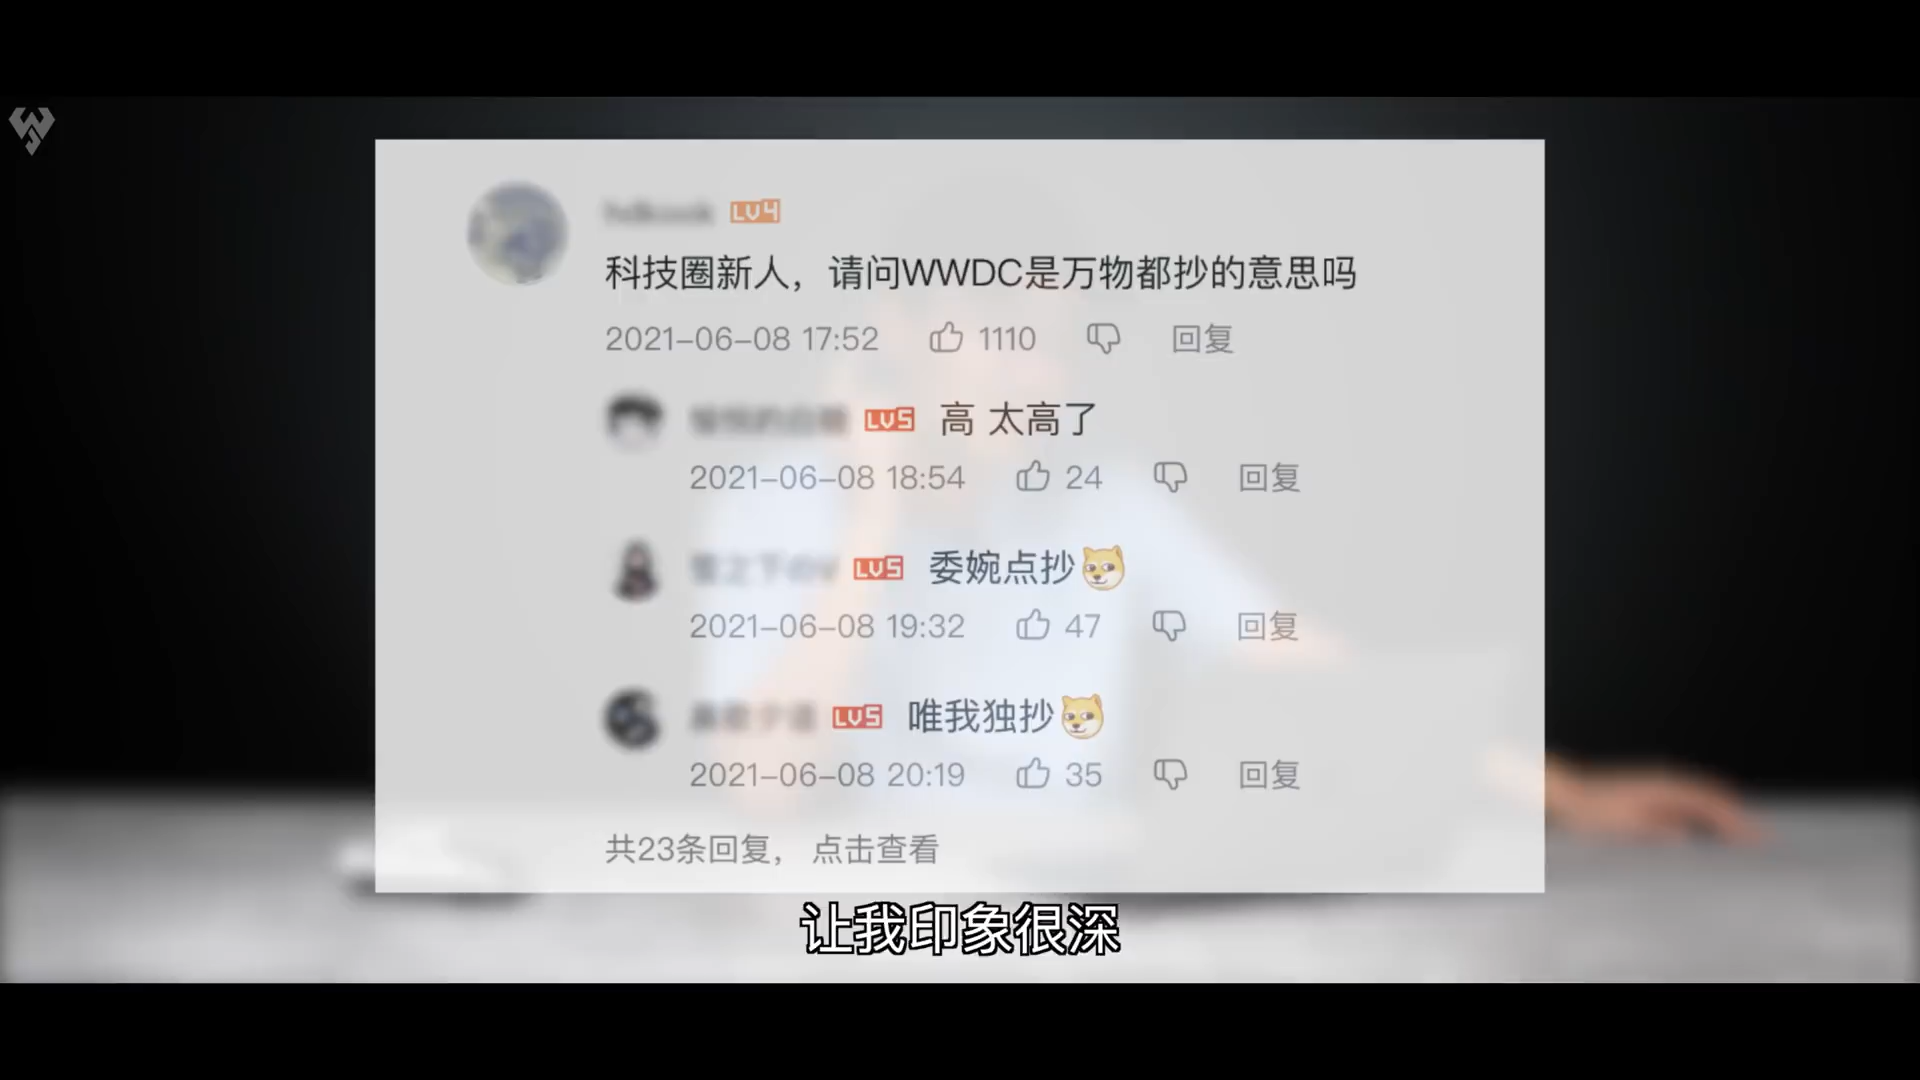 LV4
科技圈新人，请问WWDC是万物都抄的意思吗
2021-06-08 17:52 1110 回复
LV5 高 太高了
2021-06-08 18:54 24 回复
LV5 委婉点抄
2021-06-08 19:32 47 回复
LV5 唯我独抄
2021-06-08 20:19 35 回复
共23条回复， 点击查看
让我印象很深